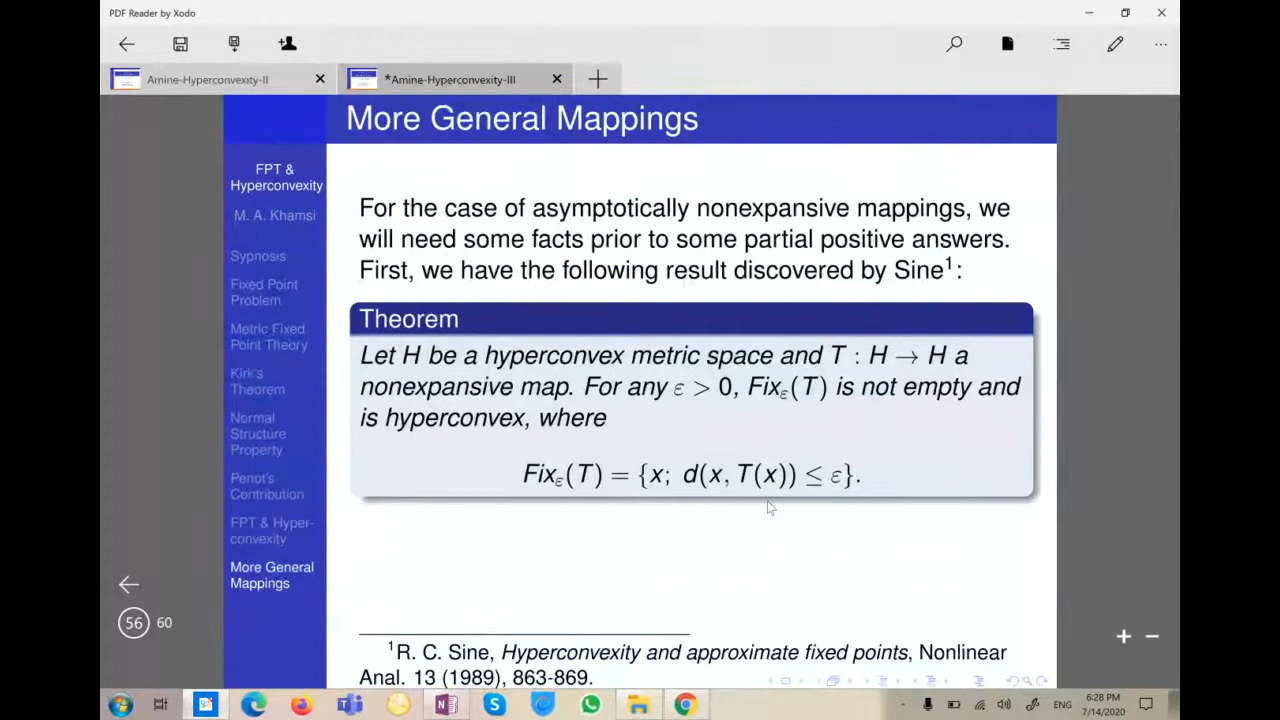 PDF Reader by Xodo
Amine-Hyperconvexity-II
*Amine-Hyperconvexity-III
More General Mappings
FPT &
Hyperconvexity
M. A. Khamsi
Sypnosis
Fixed Point
Problem
Metric Fixed
Point Theory
Kirk's
Theorem
Normal
Structure
Property
Penot's
Contribution
FPT & Hyper-
convexity
More General
Mappings
For the case of asymptotically nonexpansive mappings, we
will need some facts prior to some partial positive answers.
First, we have the following result discovered by Sine¹:
Theorem
Let H be a hyperconvex metric space and T : H → H a
nonexpansive map. For any ε > 0, Fix_ε(T) is not empty and
is hyperconvex, where
Fix_ε(T) = {x; d(x, T(x)) ≤ ε}.
¹R. C. Sine, Hyperconvexity and approximate fixed points, Nonlinear
Anal. 13 (1989), 863-869.
56 60
ENG
6:28 PM
7/14/2020